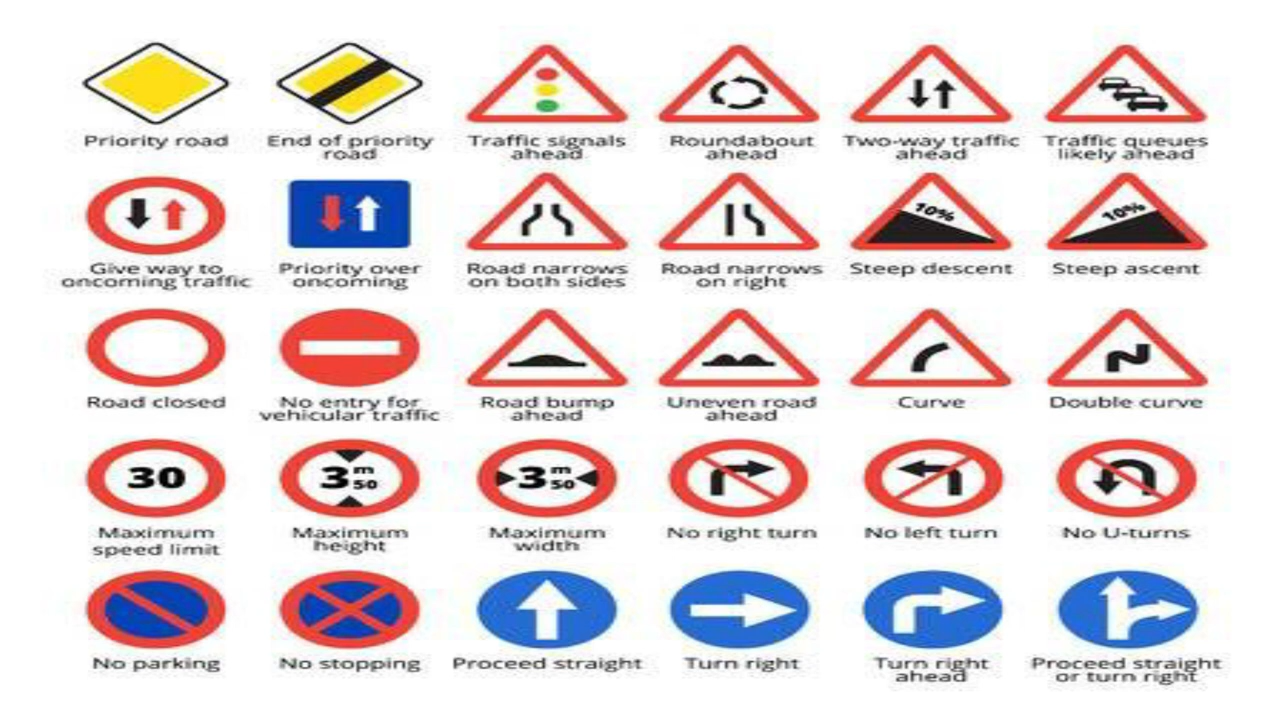 Priority road
End of priority
road
Traffic signals
ahead
Roundabout
ahead
Two-way traffic
ahead
Traffic queues
likely ahead
Give way to
oncoming traffic
Priority over
oncoming
Road narrows
on both sides
Road narrows
on right
10%
Steep descent
10%
Steep ascent
Road closed
No entry for
vehicular traffic
Road bump
ahead
Uneven road
ahead
Curve
Double curve
30
Maximum
speed limit
3 m 50
Maximum
height
3 m 50
Maximum
width
No right turn
No left turn
No U-turns
No parking
No stopping
Proceed straight
Turn right
Turn right
ahead
Proceed straight
or turn right